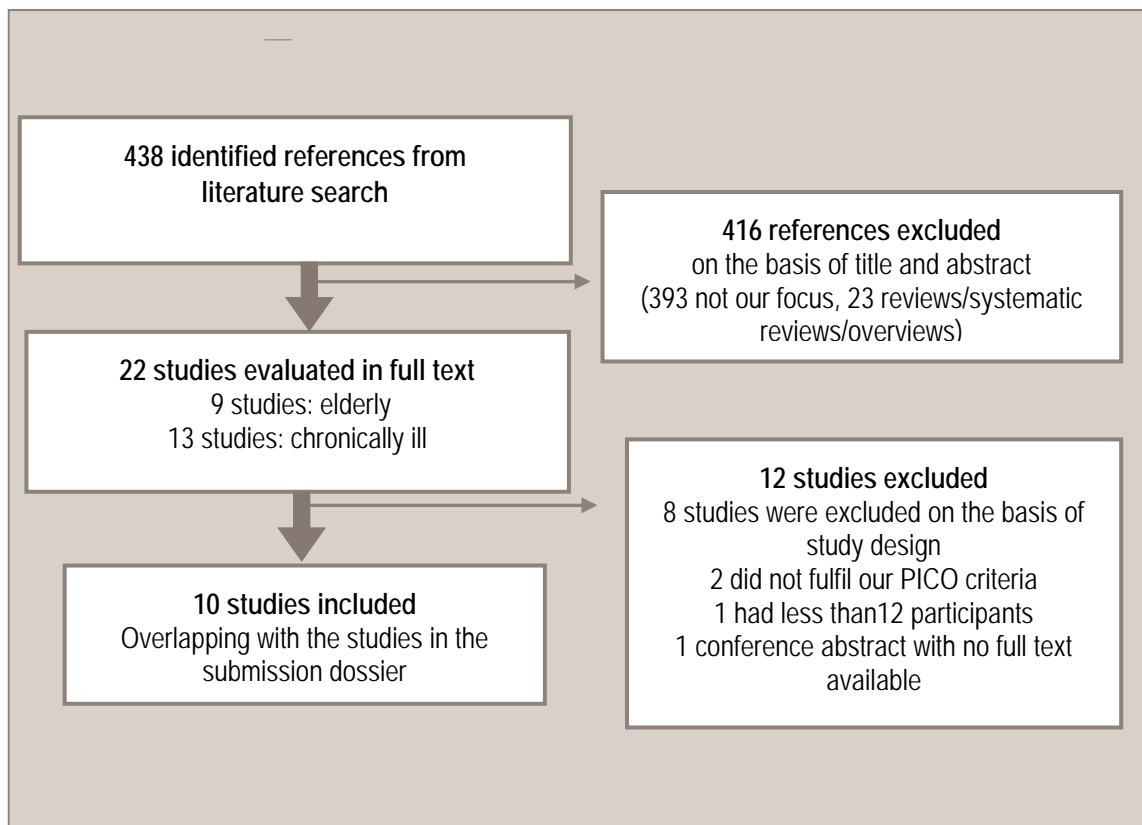 438 identified references from
literature search
416 references excluded
on the basis of title and abstract
(393 not our focus, 23 reviews/systematic
reviews/overviews)
22 studies evaluated in full text
9 studies: elderly
13 studies: chronically ill
12 studies excluded
8 studies were excluded on the basis of
study design
2 did not fulfil our PICO criteria
1 had less than12 participants
1 conference abstract with no full text
available
10 studies included
Overlapping with the studies in the
submission dossier